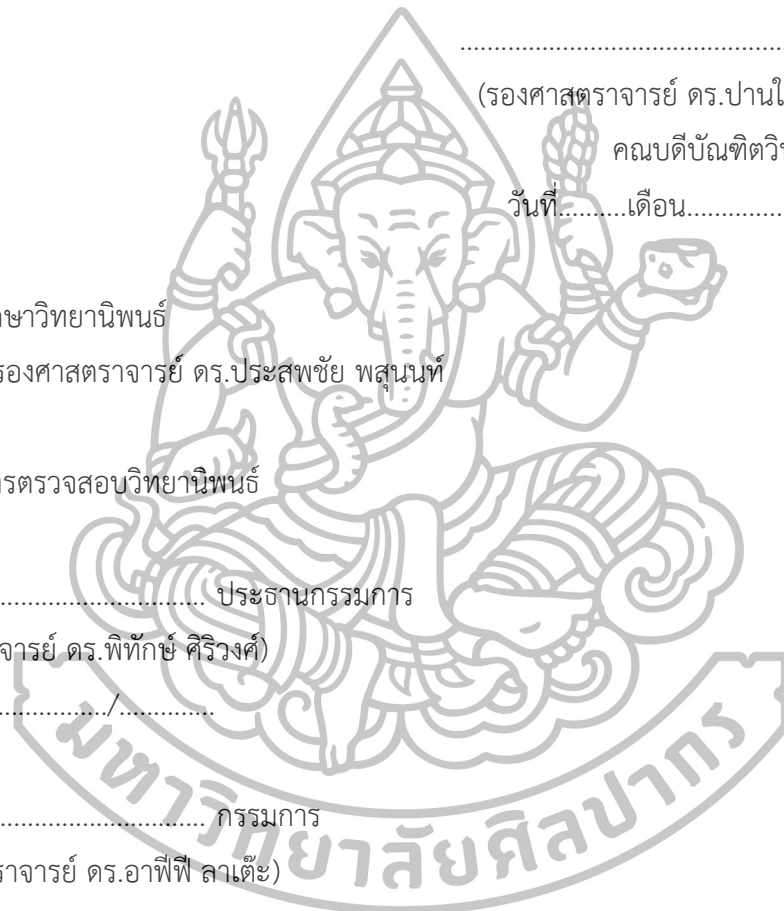 ...........................................
(รองศาสตราจารย์ ดร.ปานใ
คณบดีบัณฑิตวิ
วันที่..........เดือน..............
าษาวิทยานิพนธ์
รองศาสตราจารย์ ดร.ประสพชัย พสุนนท์
ารตรวจสอบวิทยานิพนธ์
.............................. ประธานกรรมการ
จารย์ ดร.พิทักษ์ ศิริวงศ์)
................/..............
.............................. กรรมการ
ราจารย์ ดร.อาฟีฟี ลาเต๊ะ)
มหาวิทยาลัยศิลปากร